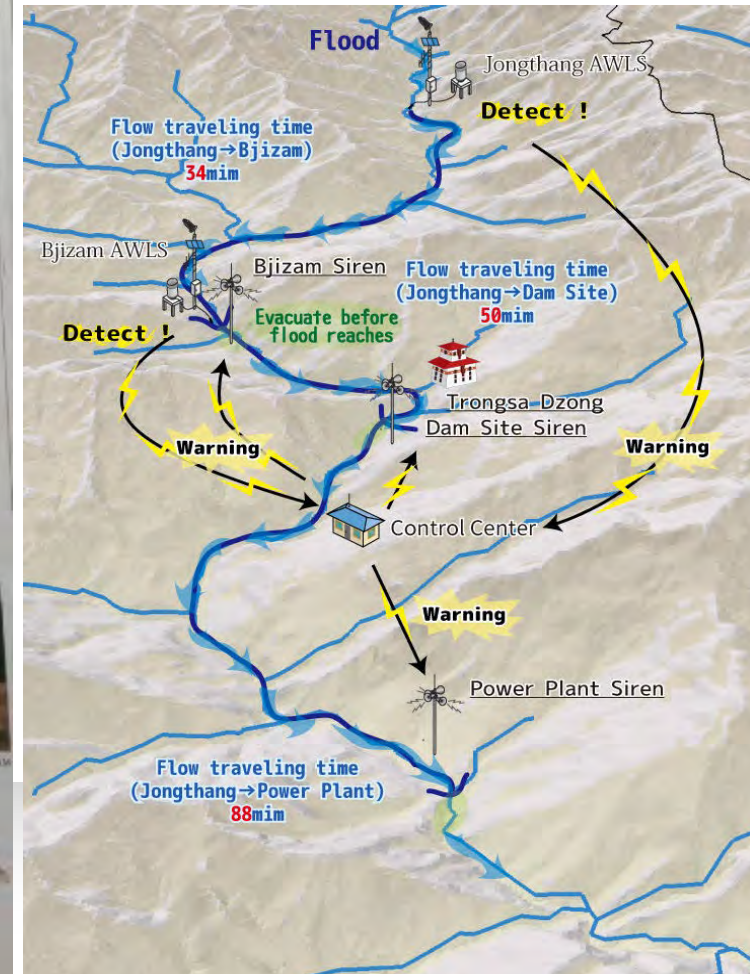 Flood
Jongthang AWLS
Detect !
Flow traveling time
(Jongthang→Bjizam)
34mim
Bjizam AWLS
Bjizam Siren
Flow traveling time
(Jongthang→Dam Site)
50mim
Evacuate before
flood reaches
Detect !
Trongsa Dzong
Dam Site Siren
Warning
Warning
Control Center
Warning
Power Plant Siren
Flow traveling time
(Jongthang→Power Plant)
88mim